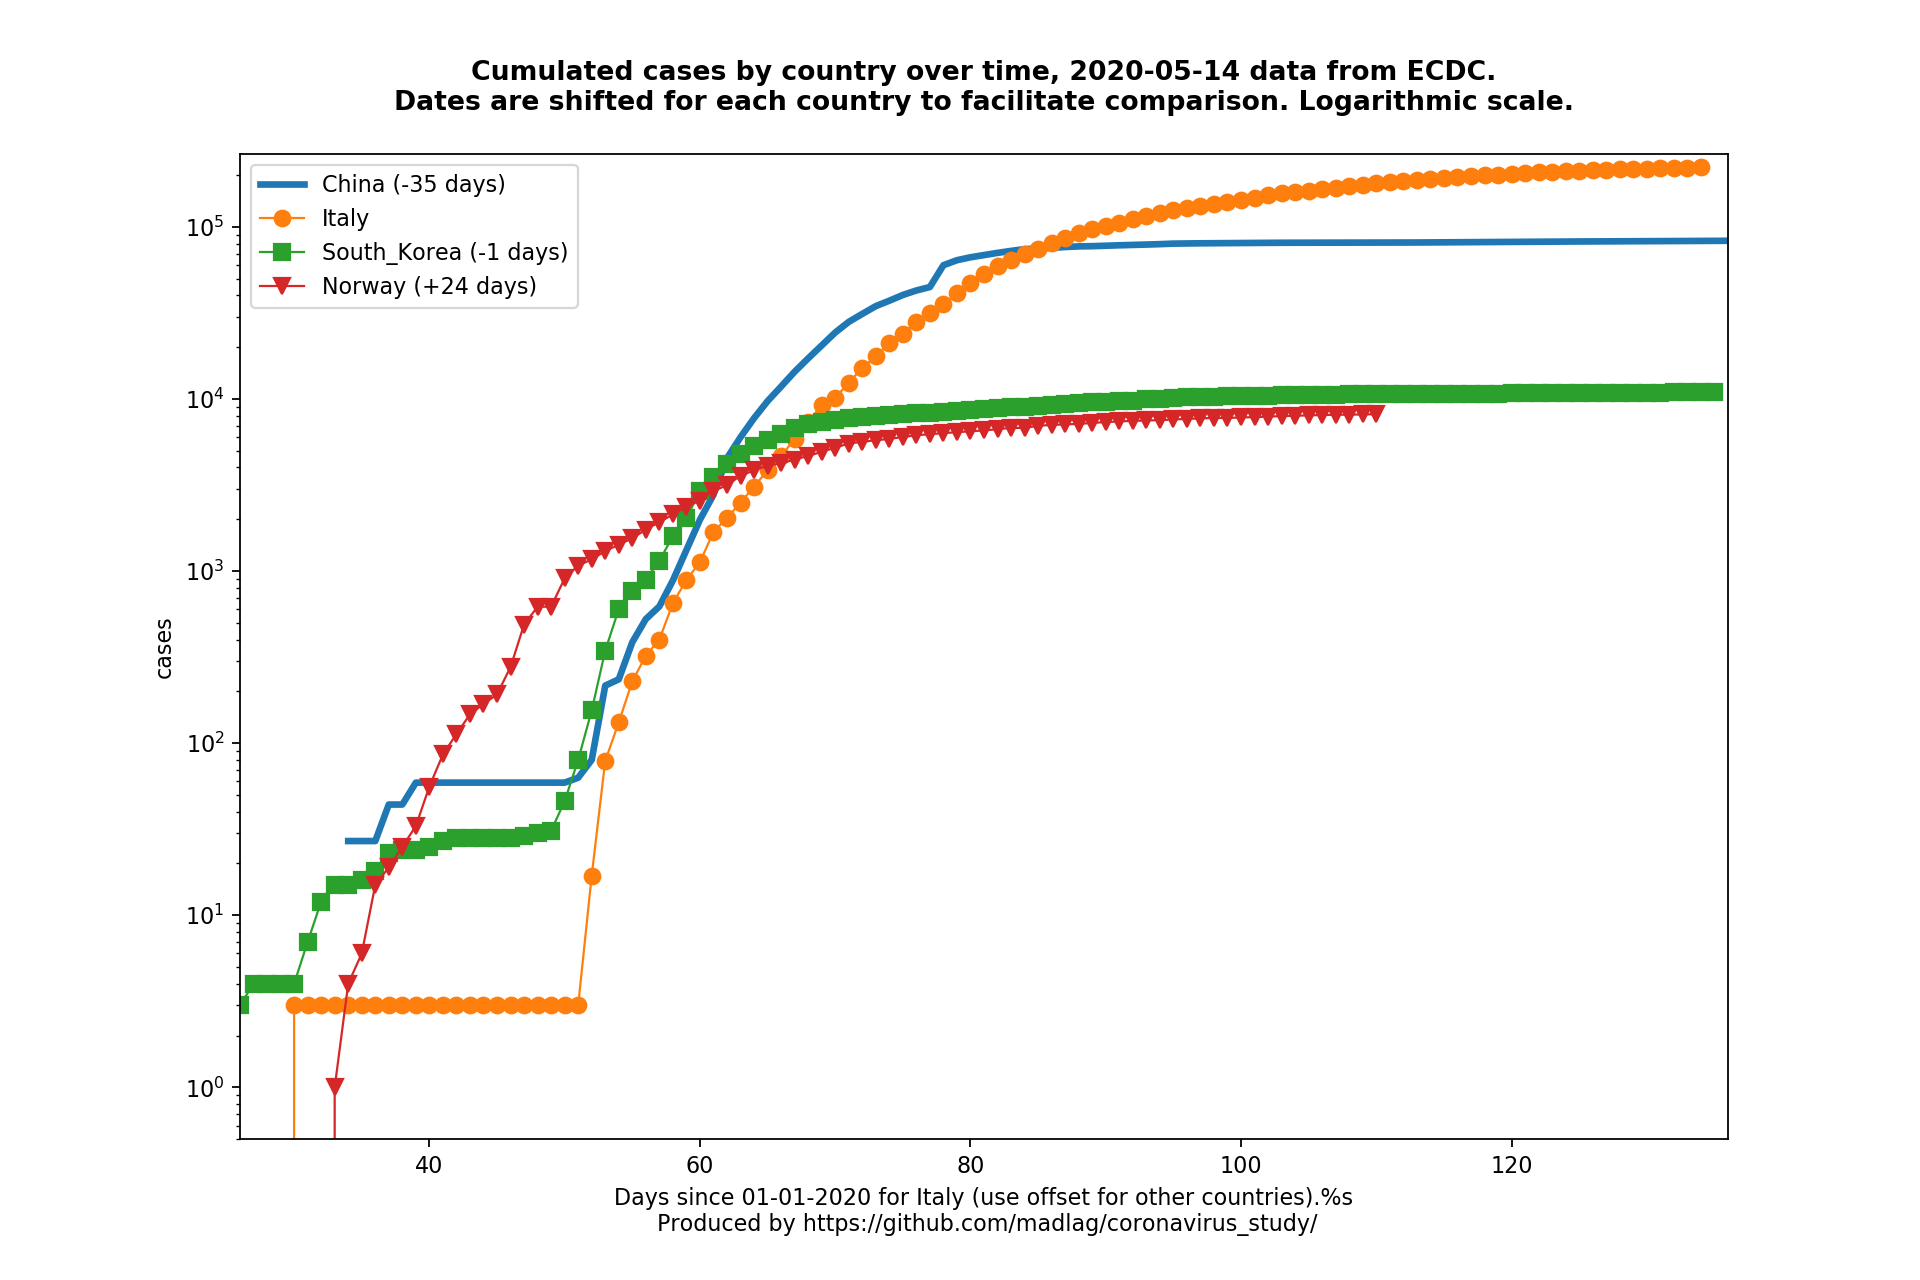 Cumulated cases by country over time, 2020-05-14 data from ECDC.
Dates are shifted for each country to facilitate comparison. Logarithmic scale.
China (-35 days)
Italy
South_Korea (-1 days)
Norway (+24 days)
10^5
10^4
10^3
10^2
10^1
10^0
cases
40 60 80 100 120
Days since 01-01-2020 for Italy (use offset for other countries).%s
Produced by https://github.com/madlag/coronavirus_study/